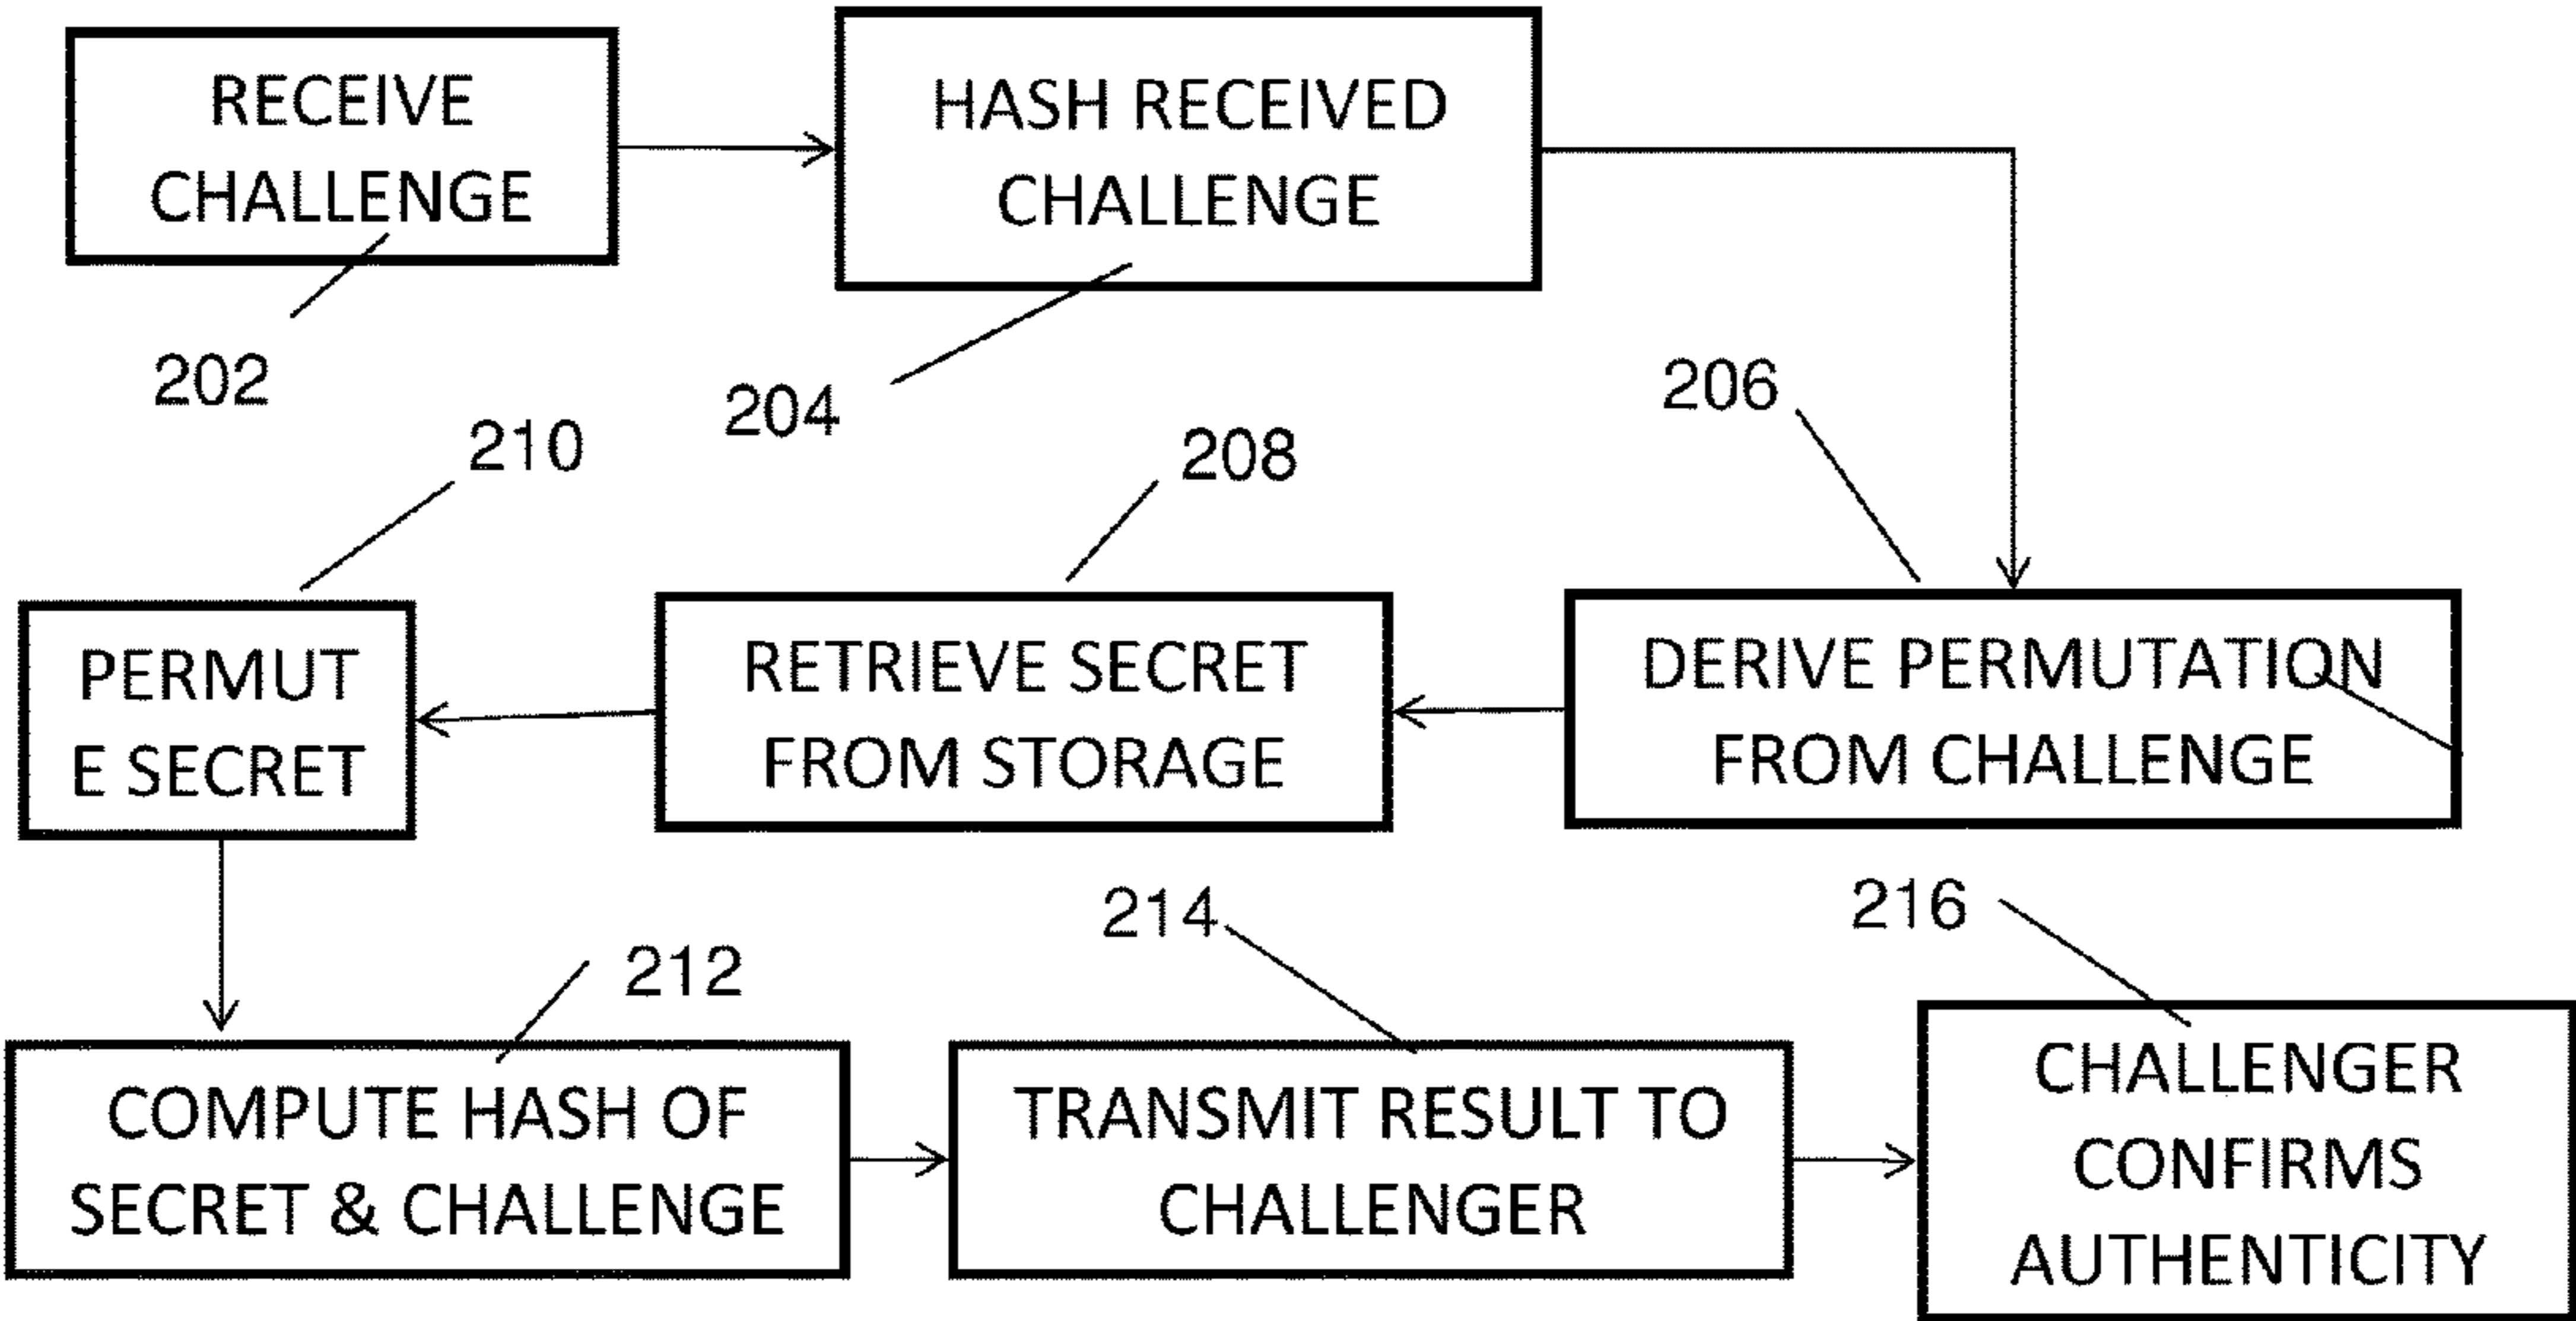 RECEIVE
CHALLENGE
202
HASH RECEIVED
CHALLENGE
204
206
DERIVE PERMUTATION
FROM CHALLENGE
208
RETRIEVE SECRET
FROM STORAGE
210
PERMUT
E SECRET
212
COMPUTE HASH OF
SECRET & CHALLENGE
214
TRANSMIT RESULT TO
CHALLENGER
216
CHALLENGER
CONFIRMS
AUTHENTICITY